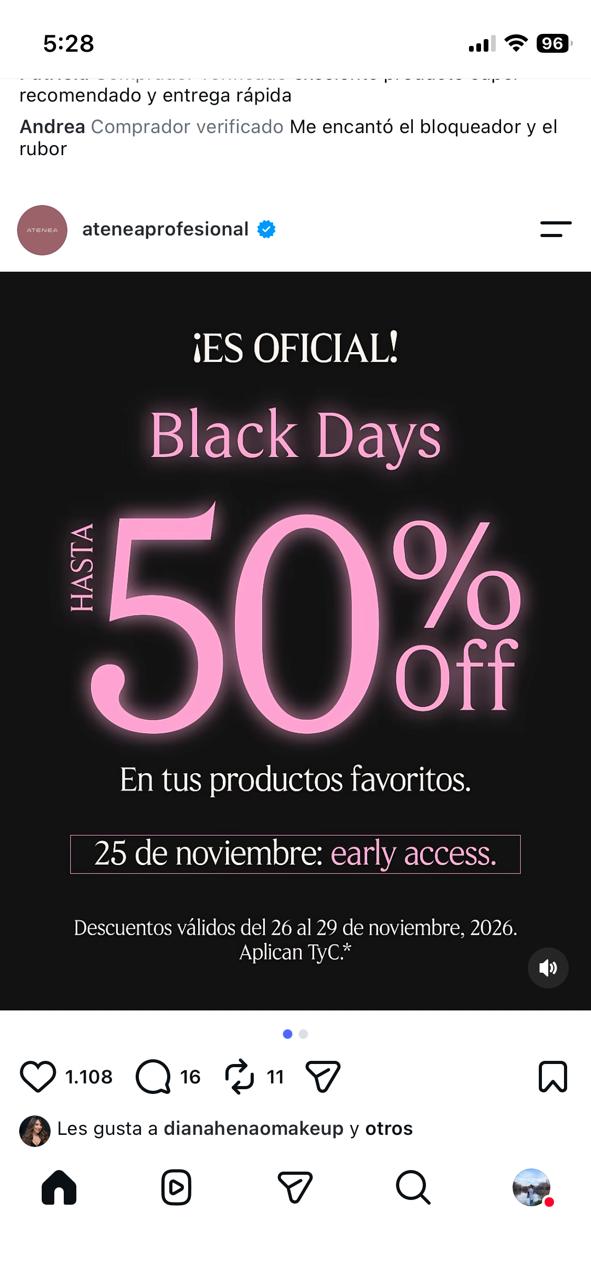 5:28
96
recomendado y entrega rápida
Andrea Comprador verificado Me encantó el bloqueador y el
rubor
ATENEA
ateneaprofesional
¡ES OFICIAL!
Black Days
HASTA
50%
Off
En tus productos favoritos.
25 de noviembre: early access.
Descuentos válidos del 26 al 29 de noviembre, 2026.
Aplican TyC.*
1.108
16
11
Les gusta a dianahenaomakeup y otros